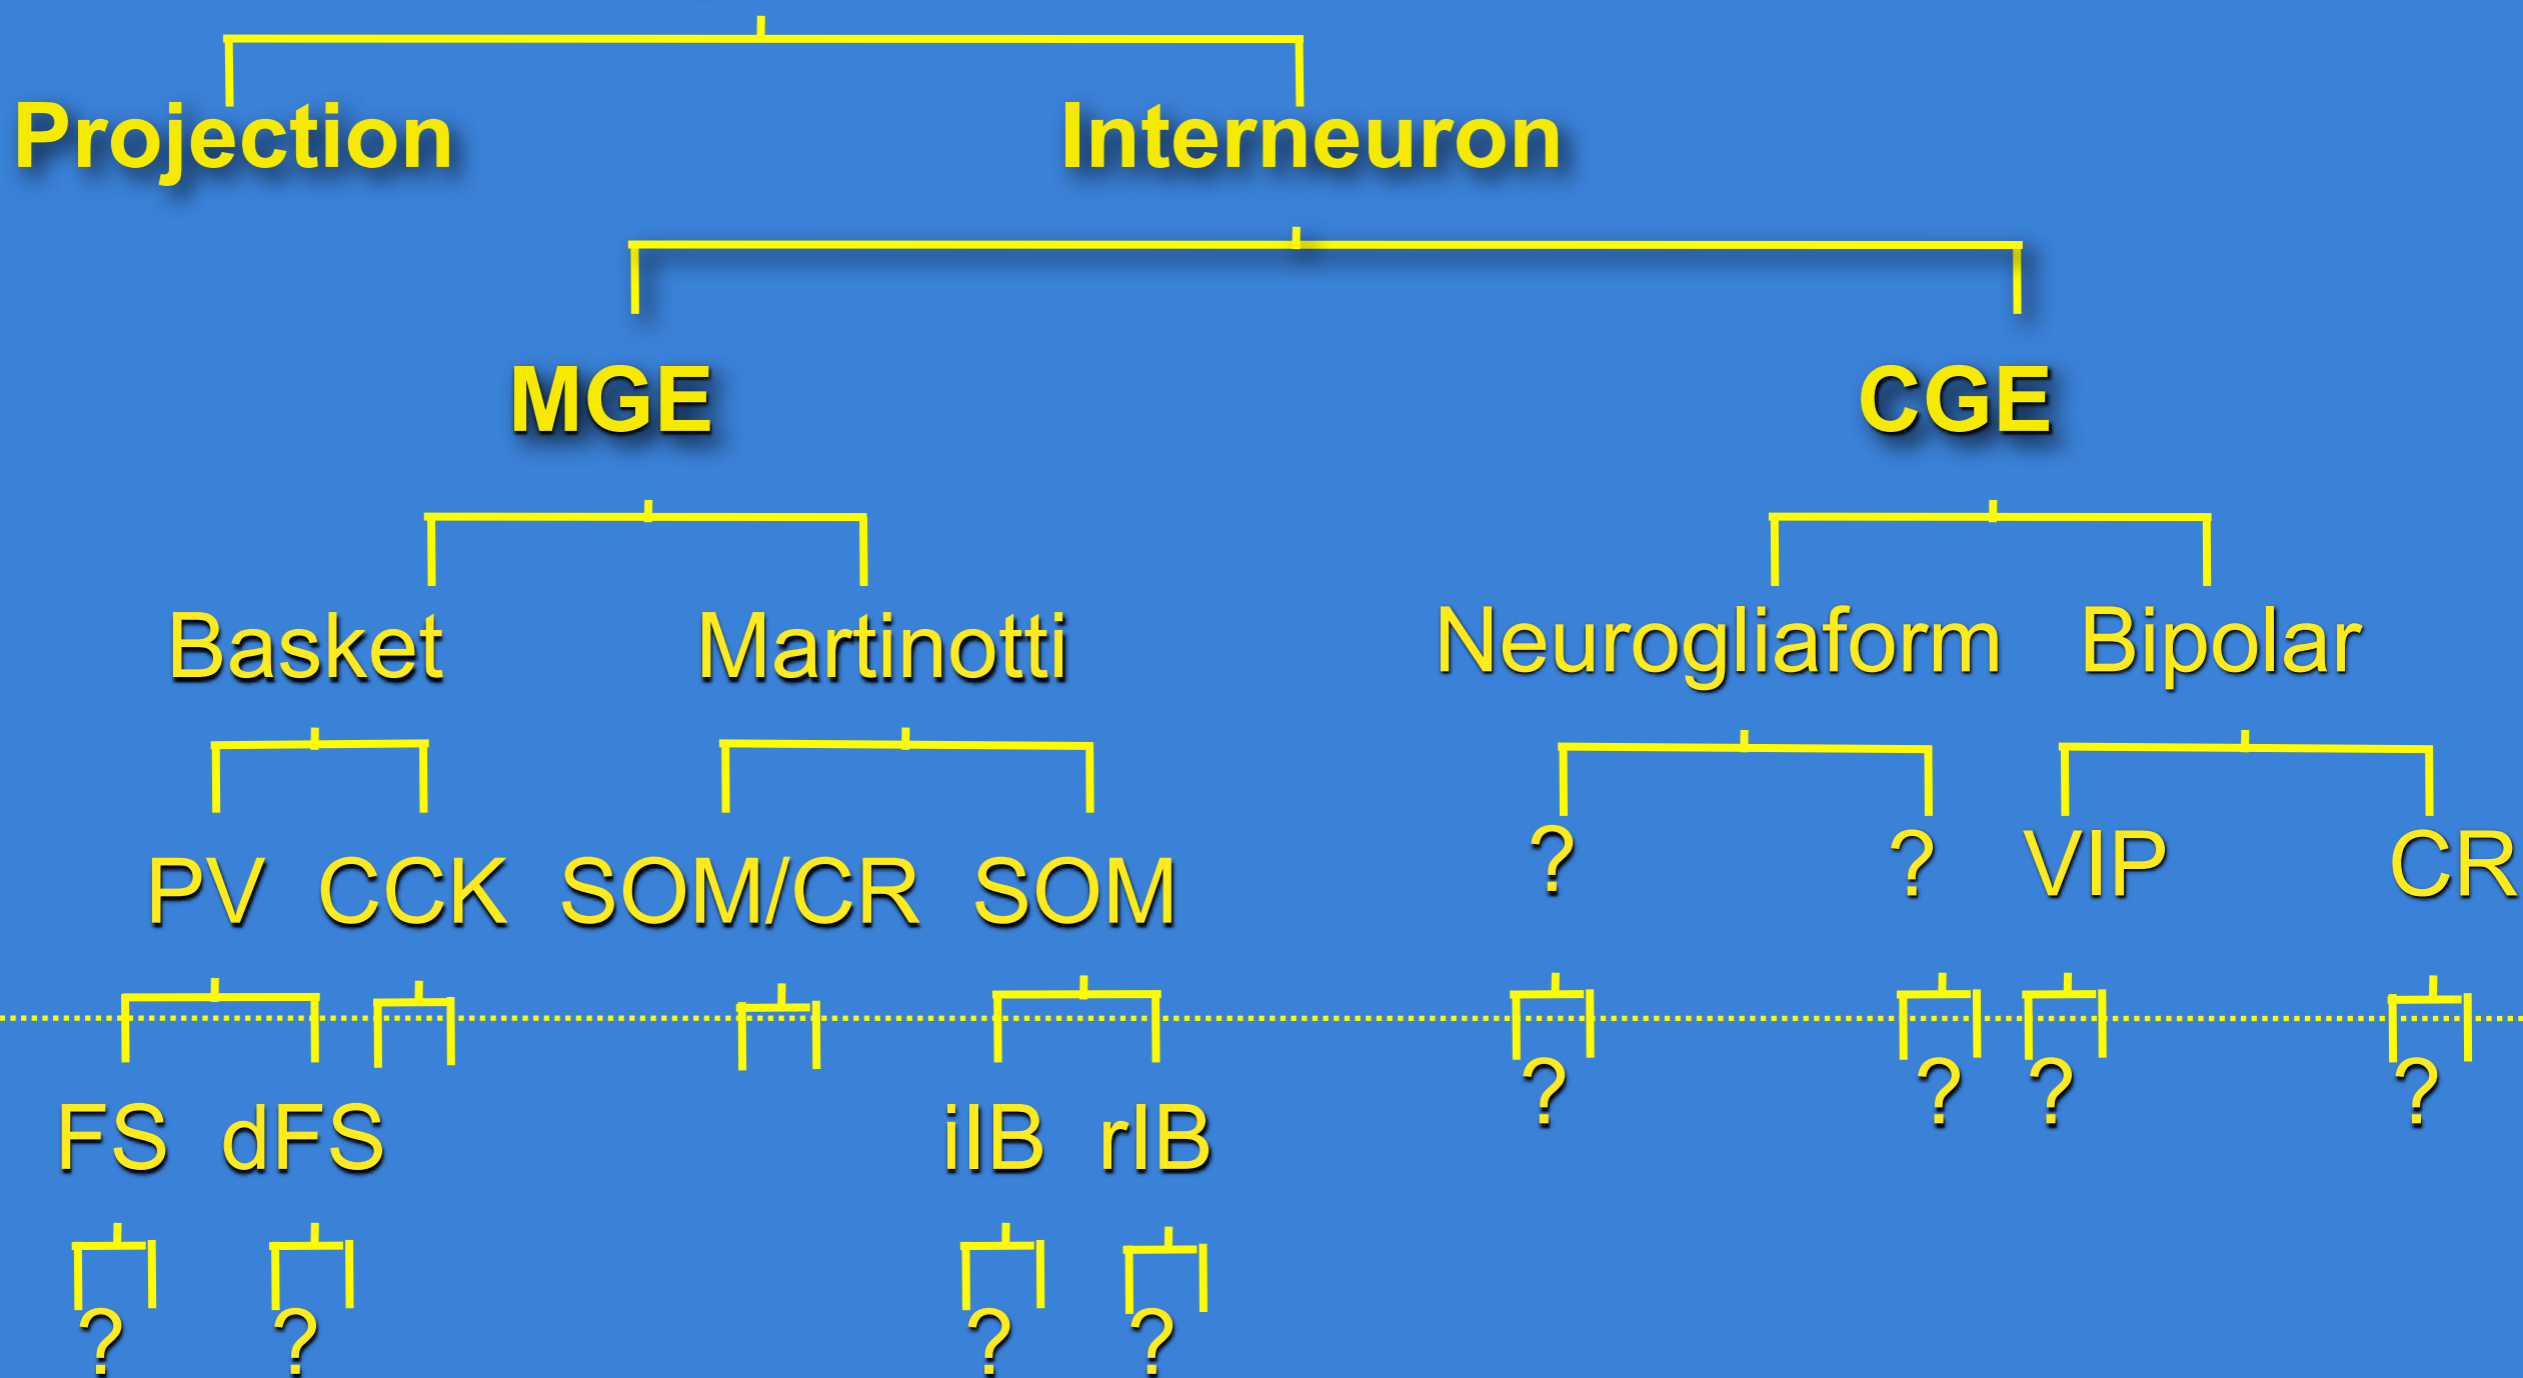 Projection Interneuron
MGE CGE
Basket Martinotti Neurogliaform Bipolar
PV CCK SOM/CR SOM ? ? VIP CR
? ? ? ?
FS dFS iIB rIB
? ? ? ?